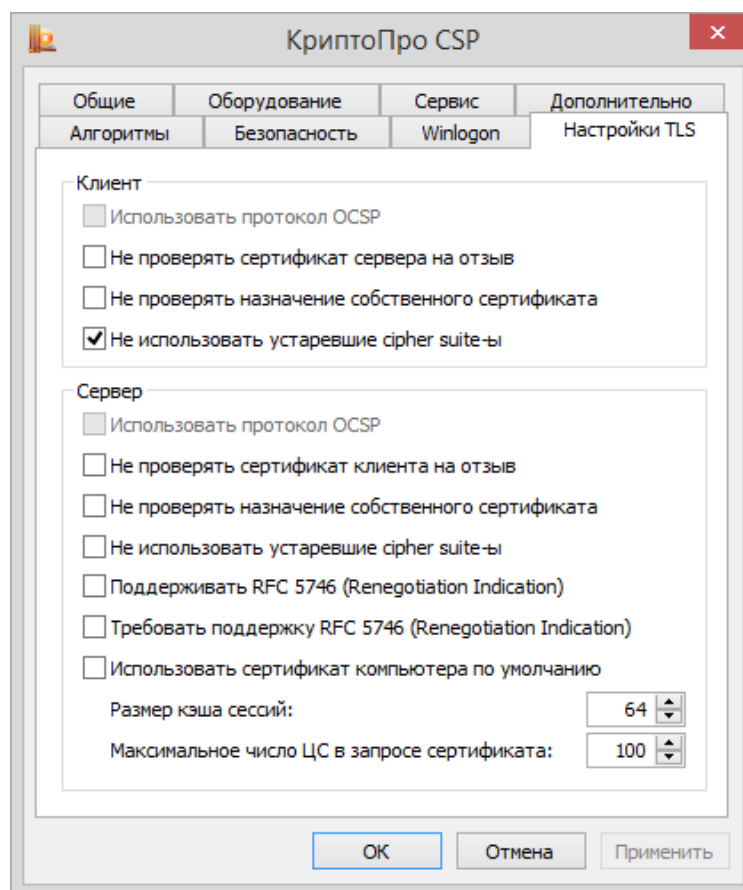 КриптоПро CSP
Общие Оборудование Сервис Дополнительно
Алгоритмы Безопасность Winlogon Настройки TLS
Клиент
Использовать протокол OCSP
Не проверять сертификат сервера на отзыв
Не проверять назначение собственного сертификата
Не использовать устаревшие cipher suite-ы
Сервер
Использовать протокол OCSP
Не проверять сертификат клиента на отзыв
Не проверять назначение собственного сертификата
Не использовать устаревшие cipher suite-ы
Поддерживать RFC 5746 (Renegotiation Indication)
Требовать поддержку RFC 5746 (Renegotiation Indication)
Использовать сертификат компьютера по умолчанию
Размер кэша сессий: 64
Максимальное число ЦС в запросе сертификата: 100
ОК Отмена Применить